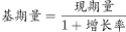 基期量 = 现期量 / (1 + 增长率)